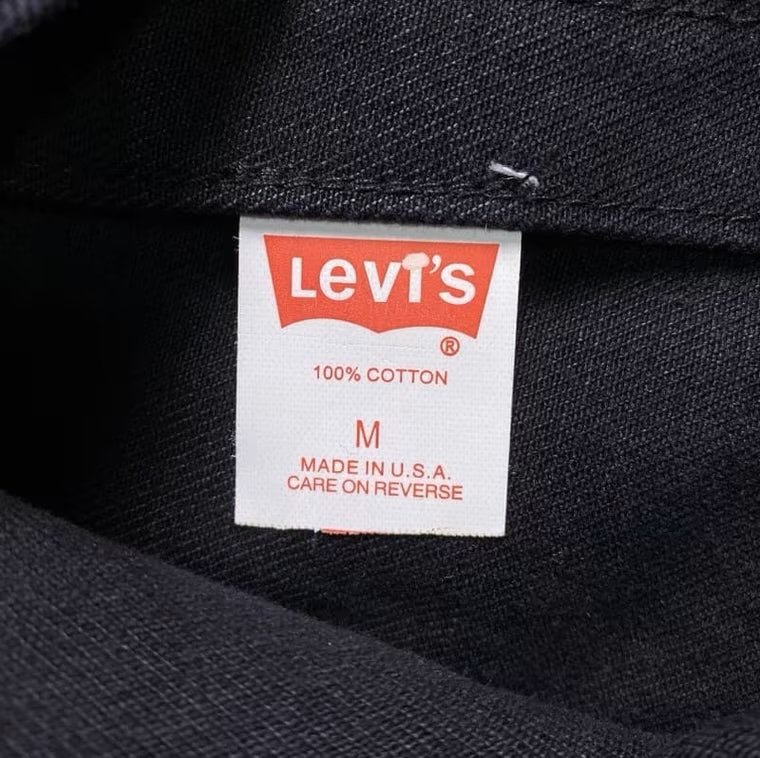 Levi's
®
100% COTTON
M
MADE IN U.S.A.
CARE ON REVERSE